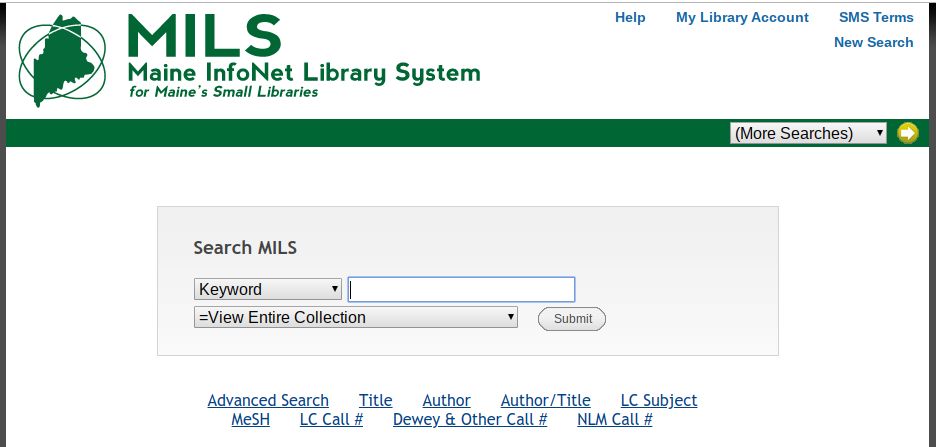 MILS
Maine InfoNet Library System
for Maine's Small Libraries
Help My Library Account SMS Terms
New Search
(More Searches)
Search MILS
Keyword
=View Entire Collection Submit
Advanced Search Title Author Author/Title LC Subject
MeSH LC Call # Dewey & Other Call # NLM Call #